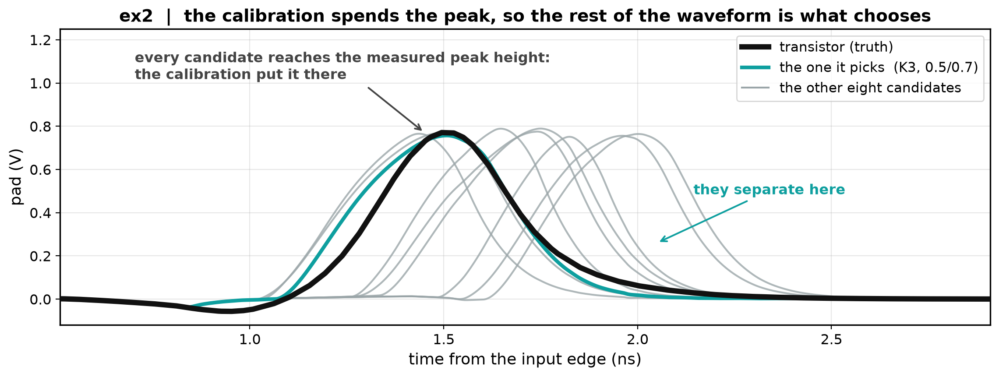 ex2 | the calibration spends the peak, so the rest of the waveform is what chooses
1.2
1.0
0.8
0.6
0.4
0.2
0.0
pad (V)
every candidate reaches the measured peak height:
the calibration put it there
transistor (truth)
the one it picks (K3, 0.5/0.7)
the other eight candidates
they separate here
1.0
1.5
2.0
2.5
time from the input edge (ns)